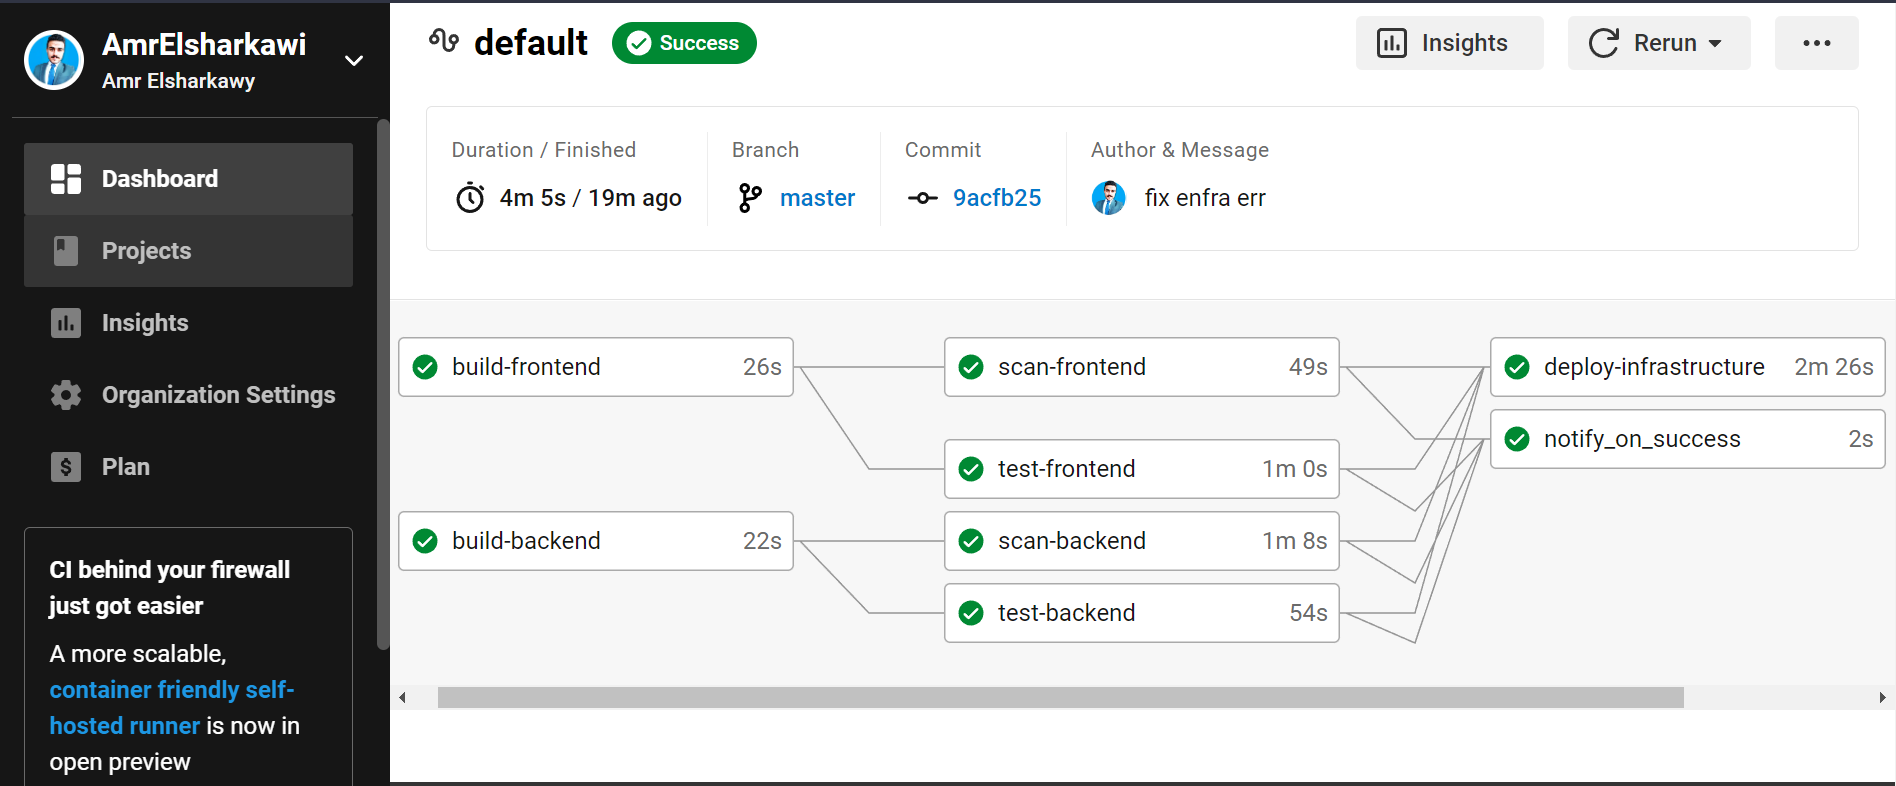 AmrElsharkawi
Amr Elsharkawy
Dashboard
Projects
Insights
Organization Settings
Plan
CI behind your firewall
just got easier
A more scalable,
container friendly self-
hosted runner is now in
open preview
default
Success
Insights
Rerun
Duration / Finished
4m 5s / 19m ago
Branch
master
Commit
9acfb25
Author & Message
fix enfra err
build-frontend 26s
scan-frontend 49s
deploy-infrastructure 2m 26s
notify_on_success 2s
test-frontend 1m 0s
build-backend 22s
scan-backend 1m 8s
test-backend 54s